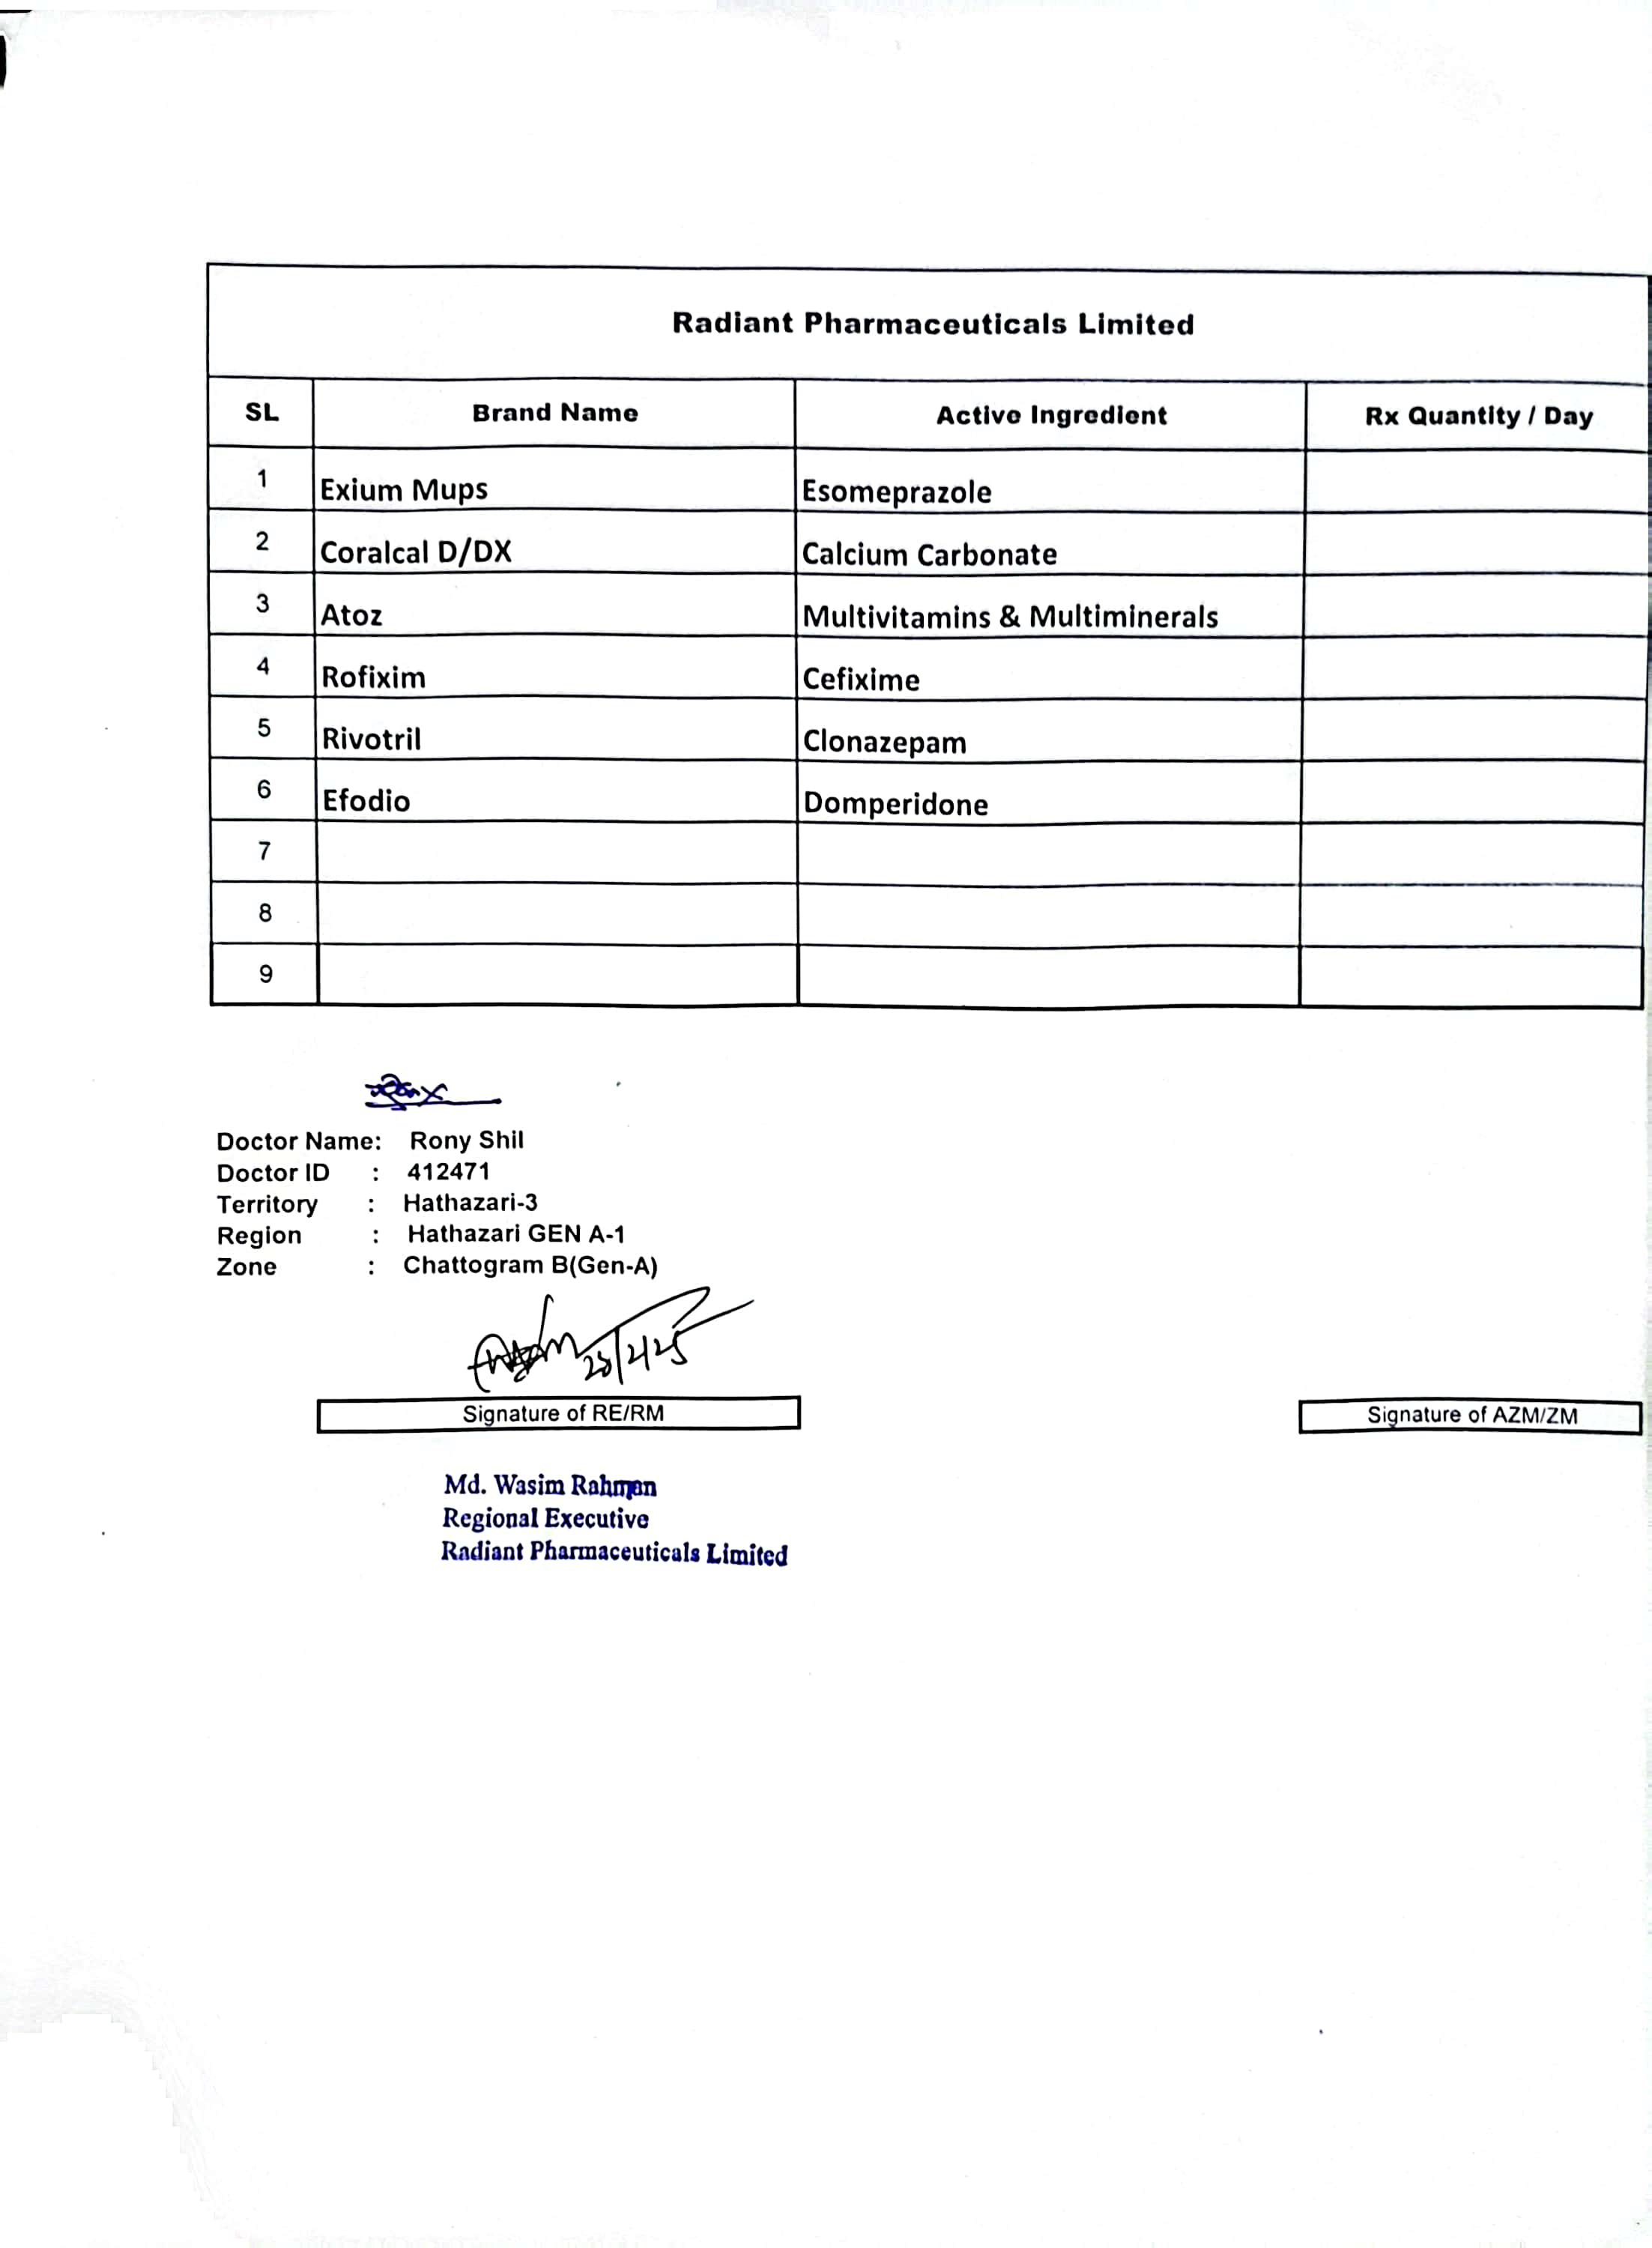 Radiant Pharmaceuticals Limited
SL Brand Name Active Ingredient Rx Quantity / Day
1 Exium Mups Esomeprazole
2 Coralcal D/DX Calcium Carbonate
3 Atoz Multivitamins & Multiminerals
4 Rofixim Cefixime
5 Rivotril Clonazepam
6 Efodio Domperidone
7
8
9
Doctor Name: Rony Shil
Doctor ID : 412471
Territory : Hathazari-3
Region : Hathazari GEN A-1
Zone : Chattogram B(Gen-A)
Signature of RE/RM Signature of AZM/ZM
Md. Wasim Rahman
Regional Executive
Radiant Pharmaceuticals Limited